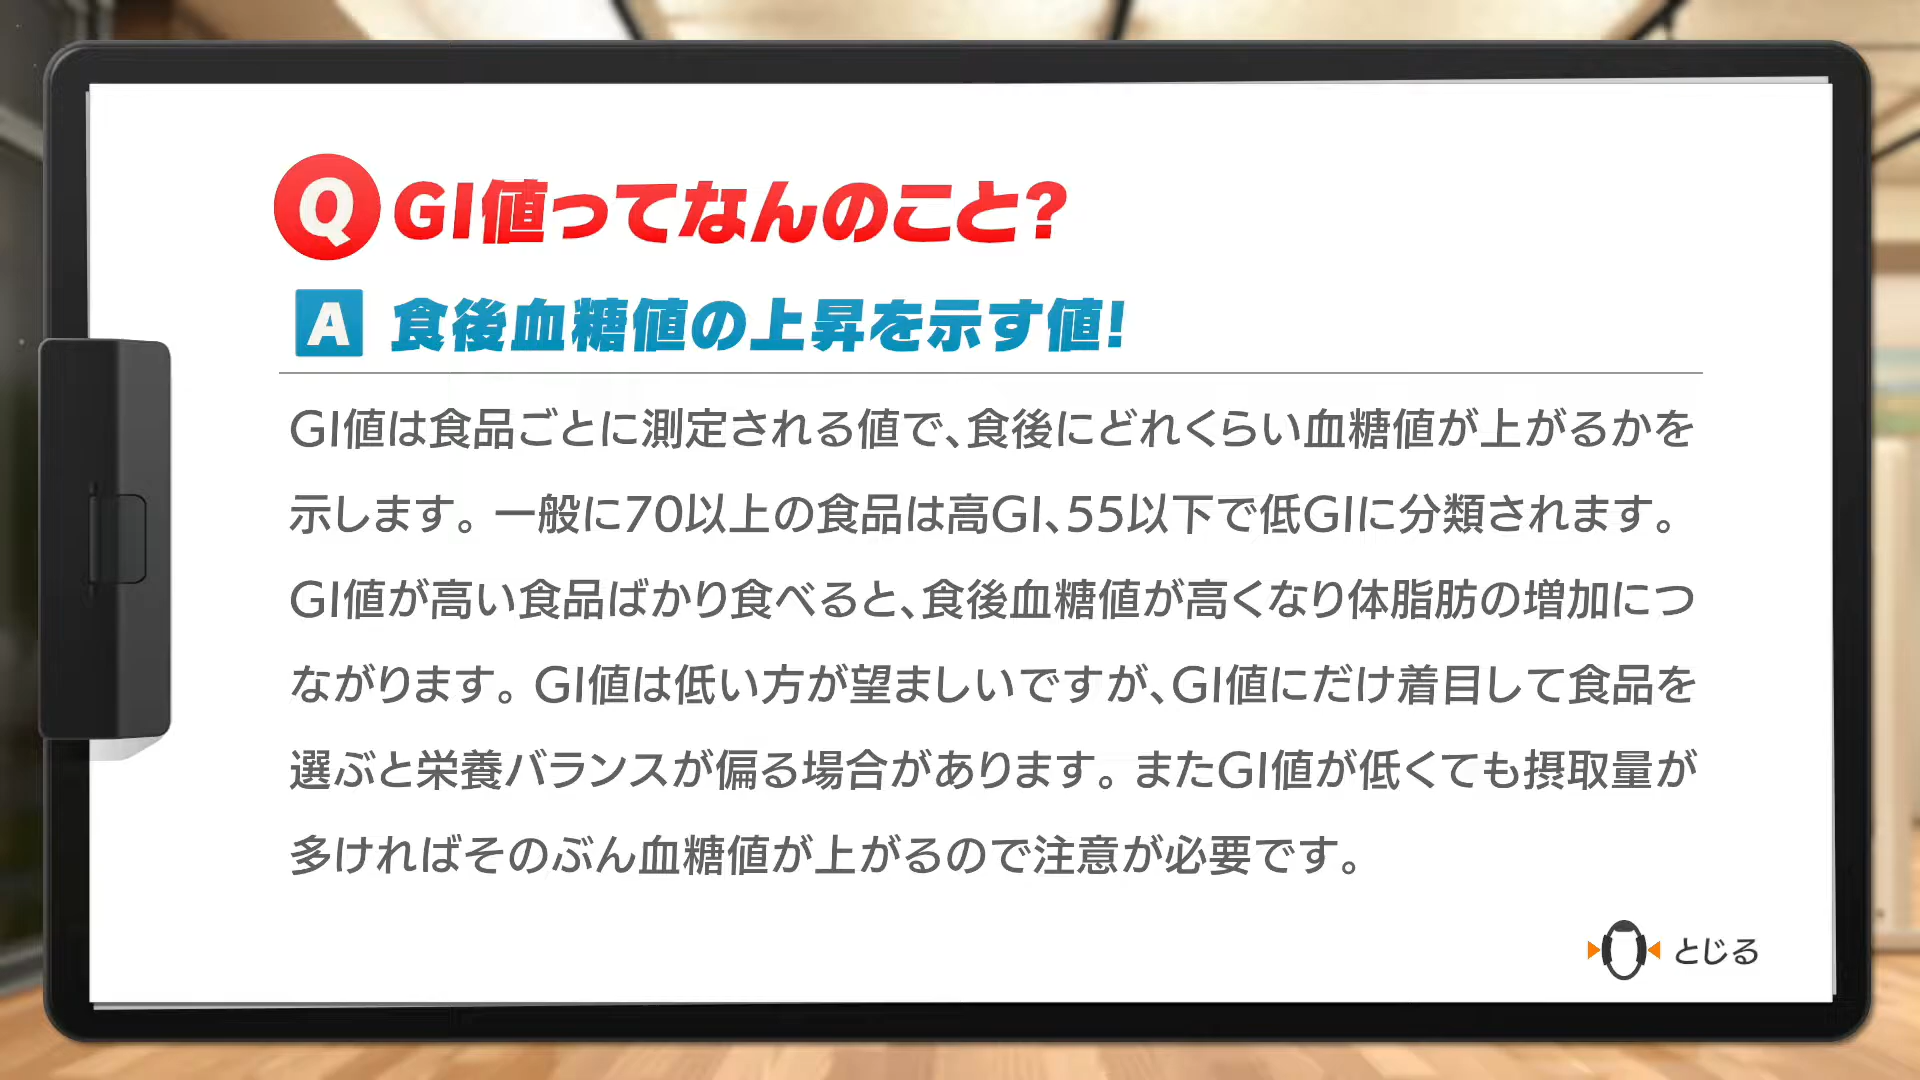 Q GI値ってなんのこと?
A 食後血糖値の上昇を示す値!
GI値は食品ごとに測定される値で、食後にどれくらい血糖値が上がるかを
示します。一般に70以上の食品は高GI、55以下で低GIに分類されます。
GI値が高い食品ばかり食べると、食後血糖値が高くなり体脂肪の増加につ
ながります。GI値は低い方が望ましいですが、GI値にだけ着目して食品を
選ぶと栄養バランスが偏る場合があります。またGI値が低くても摂取量が
多ければそのぶん血糖値が上がるので注意が必要です。
とじる